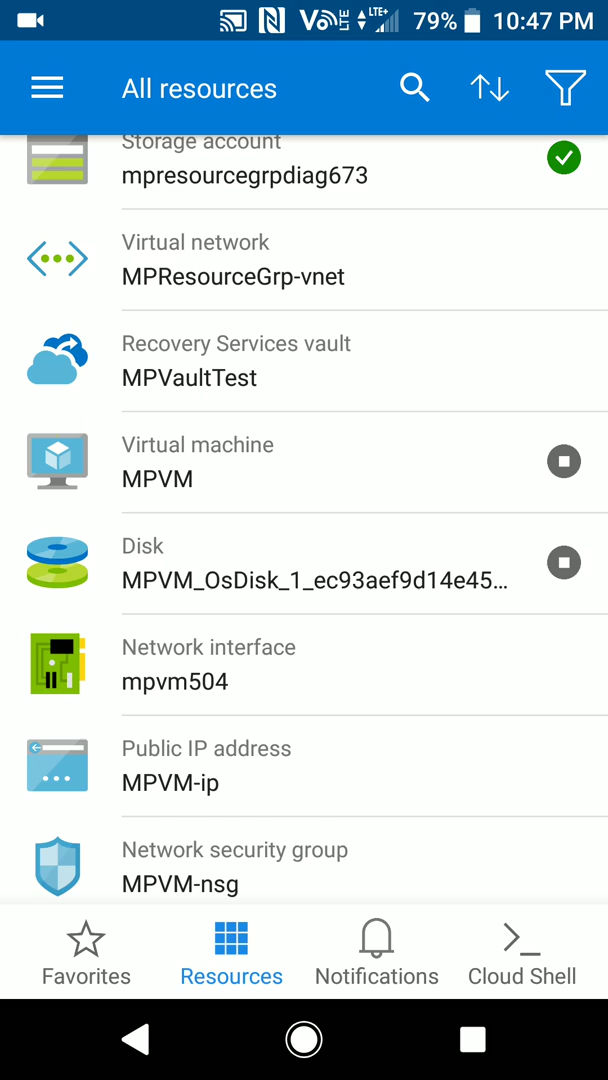 79% 10:47 PM
All resources
Storage account
mpresourcegrpdiag673
Virtual network
MPResourceGrp-vnet
Recovery Services vault
MPVaultTest
Virtual machine
MPVM
Disk
MPVM_OsDisk_1_ec93aef9d14e45...
Network interface
mpvm504
Public IP address
MPVM-ip
Network security group
MPVM-nsg
Favorites Resources Notifications Cloud Shell